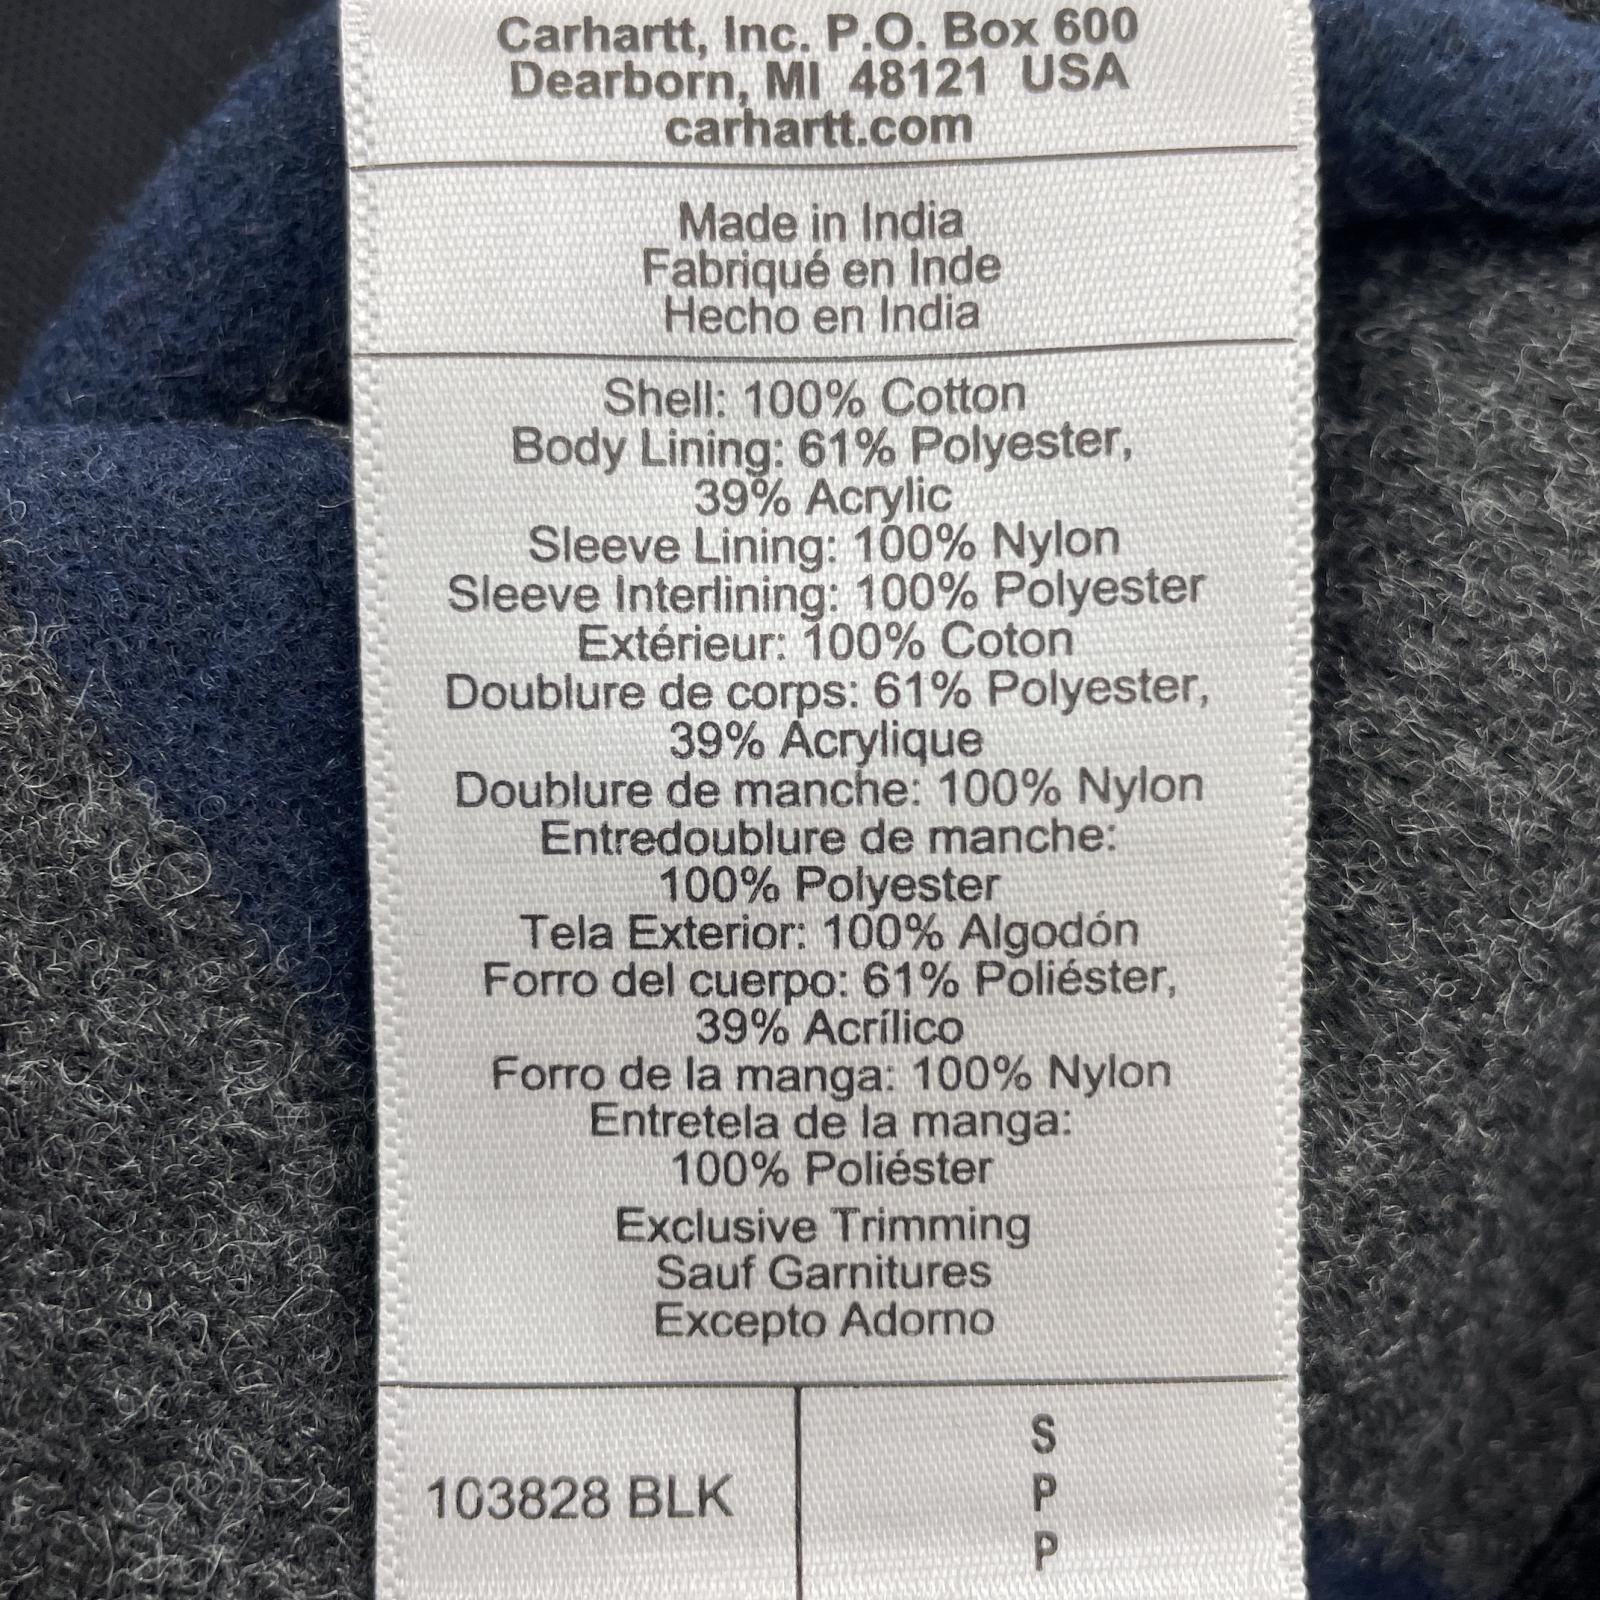 Carhartt, Inc. P.O. Box 600
Dearborn, MI 48121 USA
carhartt.com
Made in India
Fabriqué en Inde
Hecho en India
Shell: 100% Cotton
Body Lining: 61% Polyester,
39% Acrylic
Sleeve Lining: 100% Nylon
Sleeve Interlining: 100% Polyester
Extérieur: 100% Coton
Doublure de corps: 61% Polyester,
39% Acrylique
Doublure de manche: 100% Nylon
Entredoublure de manche:
100% Polyester
Tela Exterior: 100% Algodón
Forro del cuerpo: 61% Poliéster,
39% Acrílico
Forro de la manga: 100% Nylon
Entretela de la manga:
100% Poliéster
Exclusive Trimming
Sauf Garnitures
Excepto Adorno
103828 BLK
S
P
P